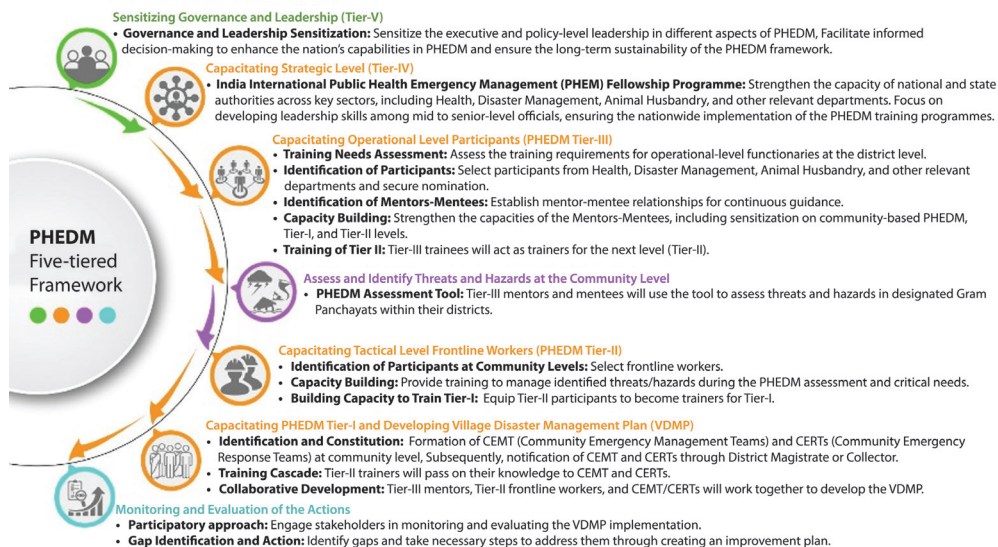 Sensitizing Governance and Leadership (Tier-V)
• Governance and Leadership Sensitization: Sensitize the executive and policy-level leadership in different aspects of PHEDM, Facilitate informed
decision-making to enhance the nation's capabilities in PHEDM and ensure the long-term sustainability of the PHEDM framework.
Capacitating Strategic Level (Tier-IV)
• India International Public Health Emergency Management (PHEM) Fellowship Programme: Strengthen the capacity of national and state
authorities across key sectors, including Health, Disaster Management, Animal Husbandry, and other relevant departments. Focus on
developing leadership skills among mid to senior-level officials, ensuring the nationwide implementation of the PHEDM training programmes.
Capacitating Operational Level Participants (PHEDM Tier-III)
• Training Needs Assessment: Assess the training requirements for operational-level functionaries at the district level.
• Identification of Participants: Select participants from Health, Disaster Management, Animal Husbandry, and other relevant
departments and secure nomination.
• Identification of Mentors-Mentees: Establish mentor-mentee relationships for continuous guidance.
• Capacity Building: Strengthen the capacities of the Mentors-Mentees, including sensitization on community-based PHEDM,
Tier-I, and Tier-II levels.
• Training of Tier II: Tier-III trainees will act as trainers for the next level (Tier-II).
PHEDM
Five-tiered
Framework
Assess and Identify Threats and Hazards at the Community Level
• PHEDM Assessment Tool: Tier-III mentors and mentees will use the tool to assess threats and hazards in designated Gram
Panchayats within their districts.
Capacitating Tactical Level Frontline Workers (PHEDM Tier-II)
• Identification of Participants at Community Levels: Select frontline workers.
• Capacity Building: Provide training to manage identified threats/hazards during the PHEDM assessment and critical needs.
• Building Capacity to Train Tier-I: Equip Tier-II participants to become trainers for Tier-I.
Capacitating PHEDM Tier-I and Developing Village Disaster Management Plan (VDMP)
• Identification and Constitution: Formation of CEMT (Community Emergency Management Teams) and CERTs (Community Emergency
Response Teams) at community level, Subsequently, notification of CEMT and CERTs through District Magistrate or Collector.
• Training Cascade: Tier-II trainers will pass on their knowledge to CEMT and CERTs.
• Collaborative Development: Tier-III mentors, Tier-II frontline workers, and CEMT/CERTs will work together to develop the VDMP.
Monitoring and Evaluation of the Actions
• Participatory approach: Engage stakeholders in monitoring and evaluating the VDMP implementation.
• Gap Identification and Action: Identify gaps and take necessary steps to address them through creating an improvement plan.